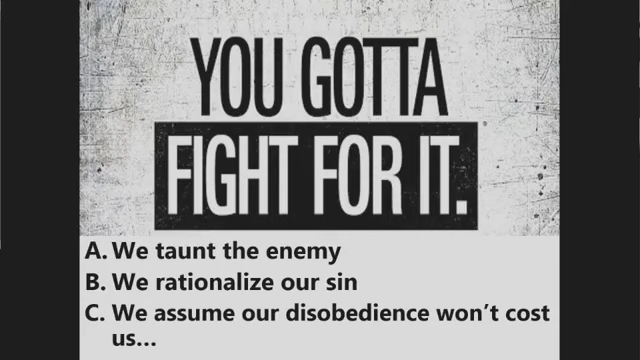 YOU GOTTA
FIGHT FOR IT.
A. We taunt the enemy
B. We rationalize our sin
C. We assume our disobedience won’t cost
us…